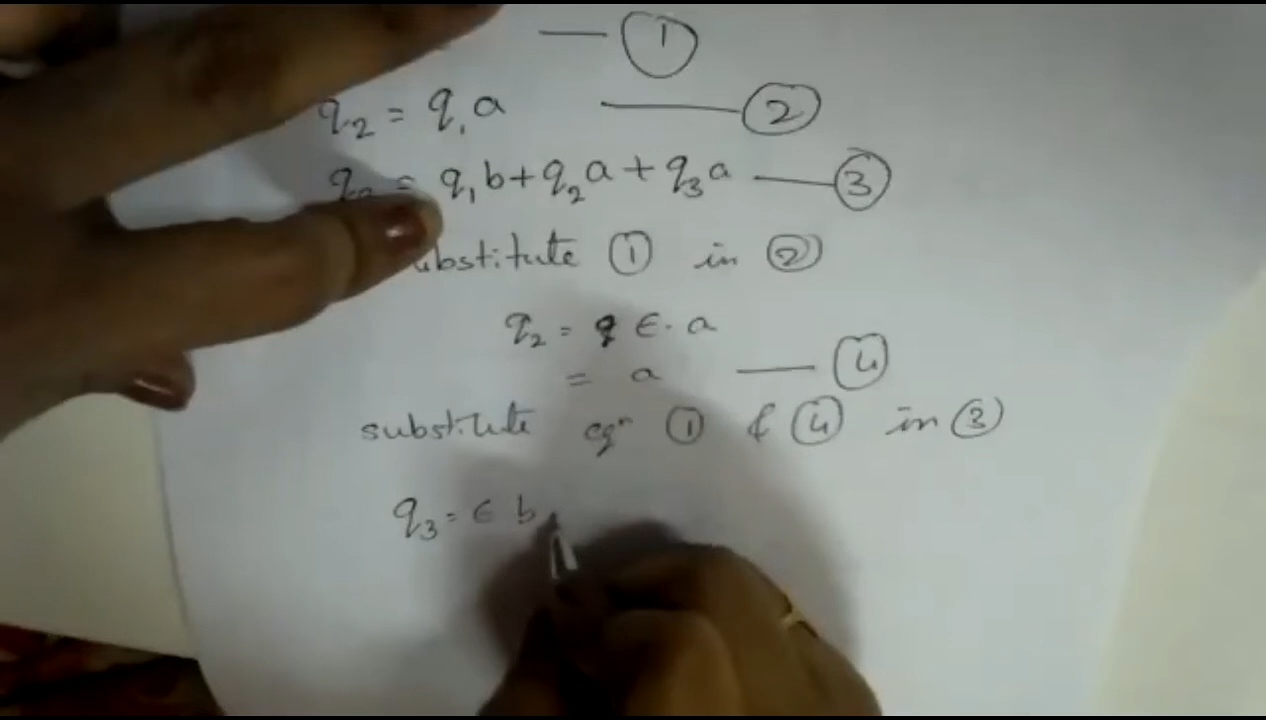 — ①
q₂ = q₁a — ②
= q₁b + q₂a + q₃a — ③
substitute ① in ②
q₂ = q ε · a
= a — ④
substitute eqⁿ ① & ④ in ③
q₃ = ε b